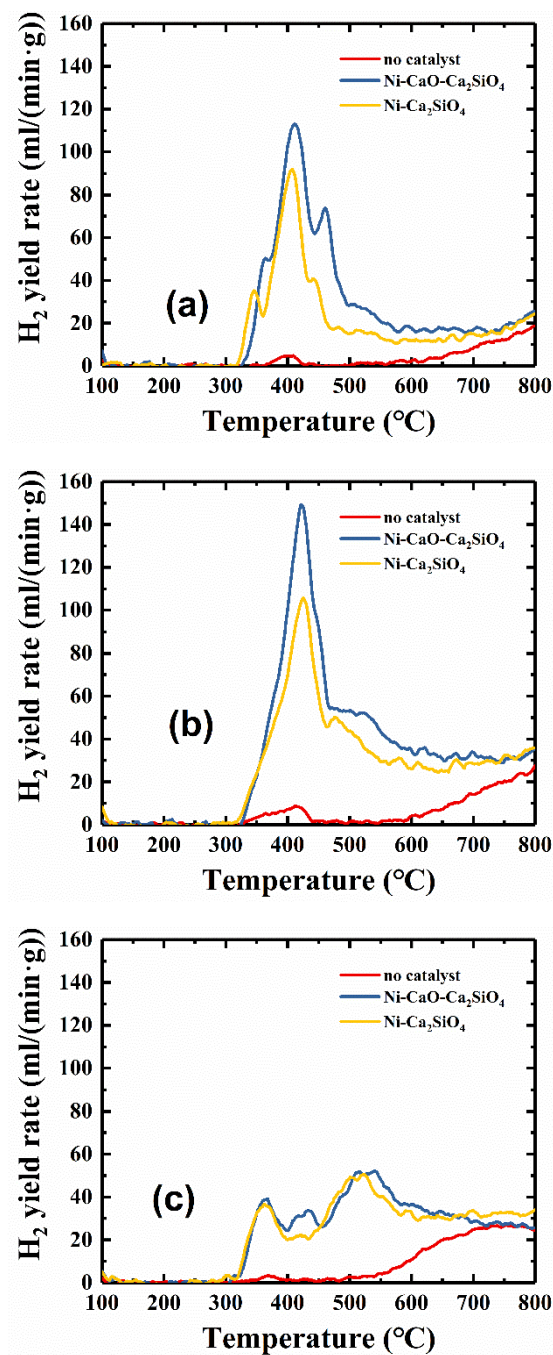 160
140
120
100
80
60
40
20
0
H₂ yield rate (ml/(min·g))
no catalyst
Ni-CaO-Ca₂SiO₄
Ni-Ca₂SiO₄
(a)
100 200 300 400 500 600 700 800
Temperature (°C)
160
140
120
100
80
60
40
20
0
H₂ yield rate (ml/(min·g))
no catalyst
Ni-CaO-Ca₂SiO₄
Ni-Ca₂SiO₄
(b)
100 200 300 400 500 600 700 800
Temperature (°C)
160
140
120
100
80
60
40
20
0
H₂ yield rate (ml/(min·g))
no catalyst
Ni-CaO-Ca₂SiO₄
Ni-Ca₂SiO₄
(c)
100 200 300 400 500 600 700 800
Temperature (°C)